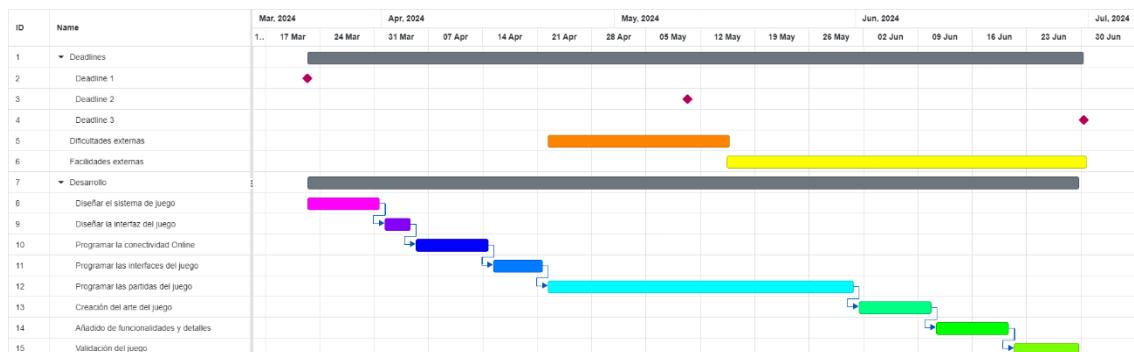 ID Name Mar, 2024 Apr, 2024 May, 2024 Jun, 2024 Jul, 2024
1... 17 Mar 24 Mar 31 Mar 07 Apr 14 Apr 21 Apr 28 Apr 05 May 12 May 19 May 26 May 02 Jun 09 Jun 16 Jun 23 Jun 30 Jun
1 Deadlines
2 Deadline 1
3 Deadline 2
4 Deadline 3
5 Dificultades externas
6 Facilidades externas
7 Desarrollo
8 Diseñar el sistema de juego
9 Diseñar la interfaz del juego
10 Programar la conectividad Online
11 Programar las interfaces del juego
12 Programar las partidas del juego
13 Creación del arte del juego
14 Añadido de funcionalidades y detalles
15 Validación del juego